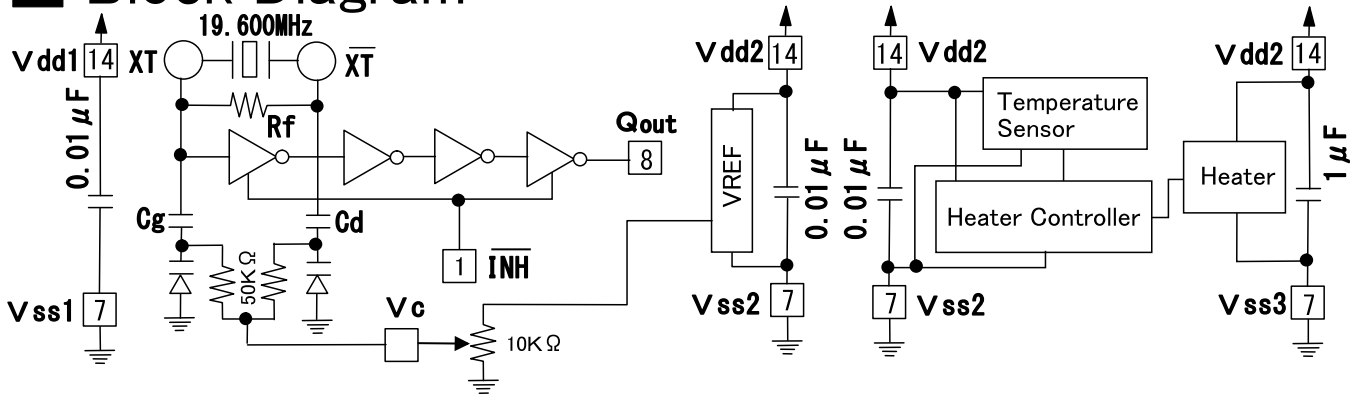 ■ Block Diagram
Vdd1 14
XT
19.600MHz
X̅T̅
0.01μF
Rf
Cg
Cd
50KΩ
1 I̅N̅H̅
Qout
8
Vss1 7
Vc
10KΩ
Vdd2 14
VREF
0.01μF
Vss2 7
14 Vdd2
0.01μF
Temperature
Sensor
Heater Controller
7 Vss2
Vdd2 14
Heater
1μF
Vss3 7